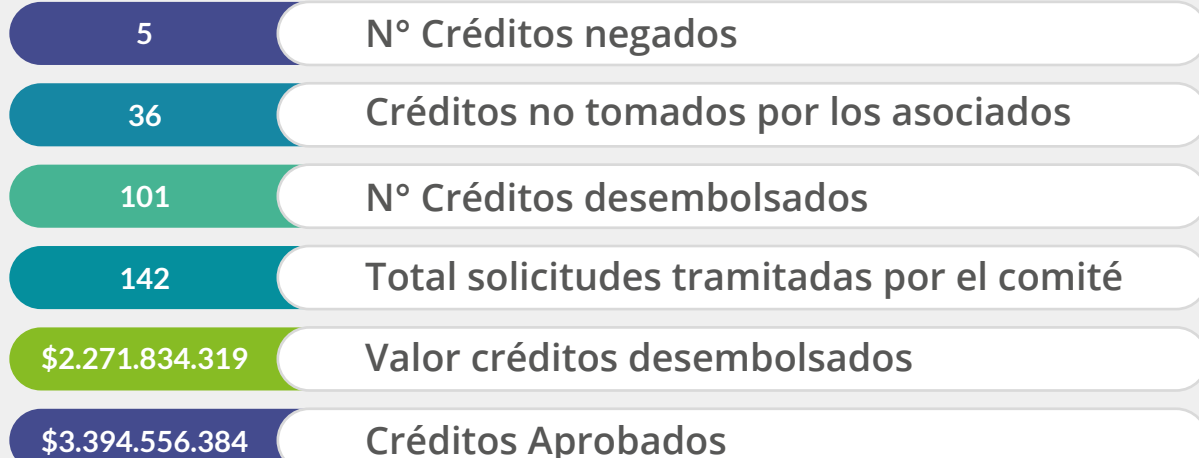 5 N° Créditos negados
36 Créditos no tomados por los asociados
101 N° Créditos desembolsados
142 Total solicitudes tramitadas por el comité
$2.271.834.319 Valor créditos desembolsados
$3.394.556.384 Créditos Aprobados